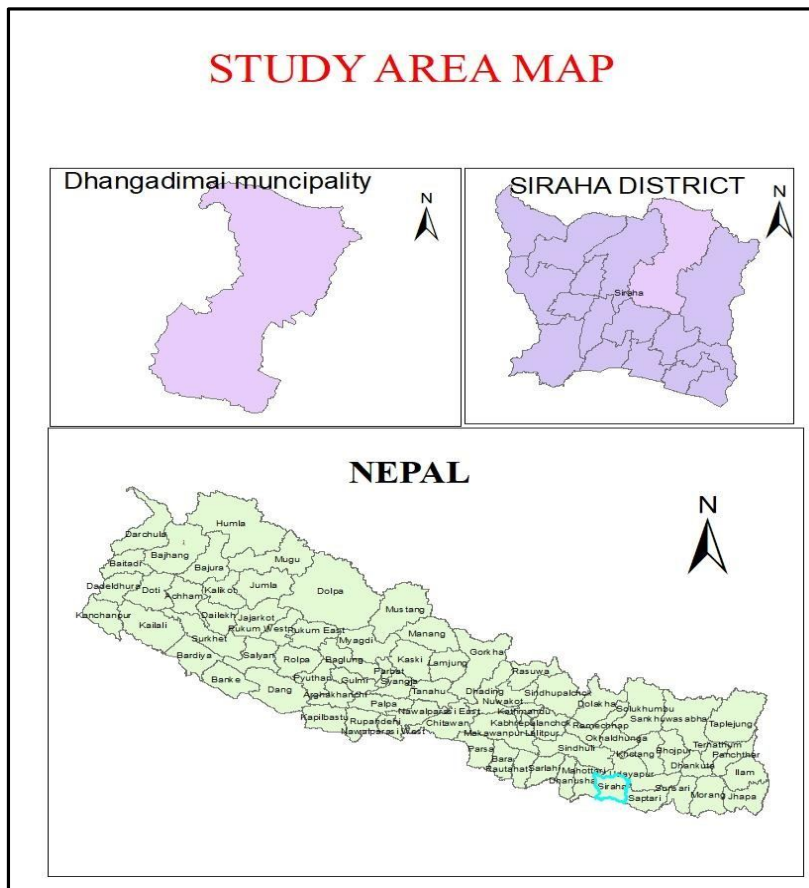 STUDY AREA MAP
Dhangadimai muncipality
N
SIRAHA DISTRICT
N
Siraha
NEPAL
N
Humla
Darchula
Bajhang
Baitadi
Bajura
Mugu
Dadeldhura
Doti
Achham
Kalikot
Jumla
Dolpa
Mustang
Kanchanpur
Kailali
Dailekh
Jajarkot
Rukum West
Rukum East
Manang
Surkhet
Myagdi
Gorkha
Bardiya
Salyan
Rolpa
Baglung
Parbat
Kaski
Lamjung
Rasuwa
Banke
Dang
Pyuthan
Gulmi
Syangja
Tanahu
Dhading
Sindhupalchok
Arghakhanchi
Palpa
Nuwakot
Dolakha
Solukhumbu
Sankhuwasabha
Taplejung
Kapilbastu
Rupandehi
Nawalparasi East
Nawalparasi West
Chitawan
Kathmandu
Kabhrepalanchok
Ramechhap
Makawanpur
Lalitpur
Okhaldhunga
Terhathum
Panchthar
Parsa
Bara
Rautahat
Sarlahi
Sindhuli
Khotang
Bhojpur
Dhankuta
Mahottari
Udayapur
Ilam
Dhanusha
Siraha
Saptari
Sunsari
Morang
Jhapa